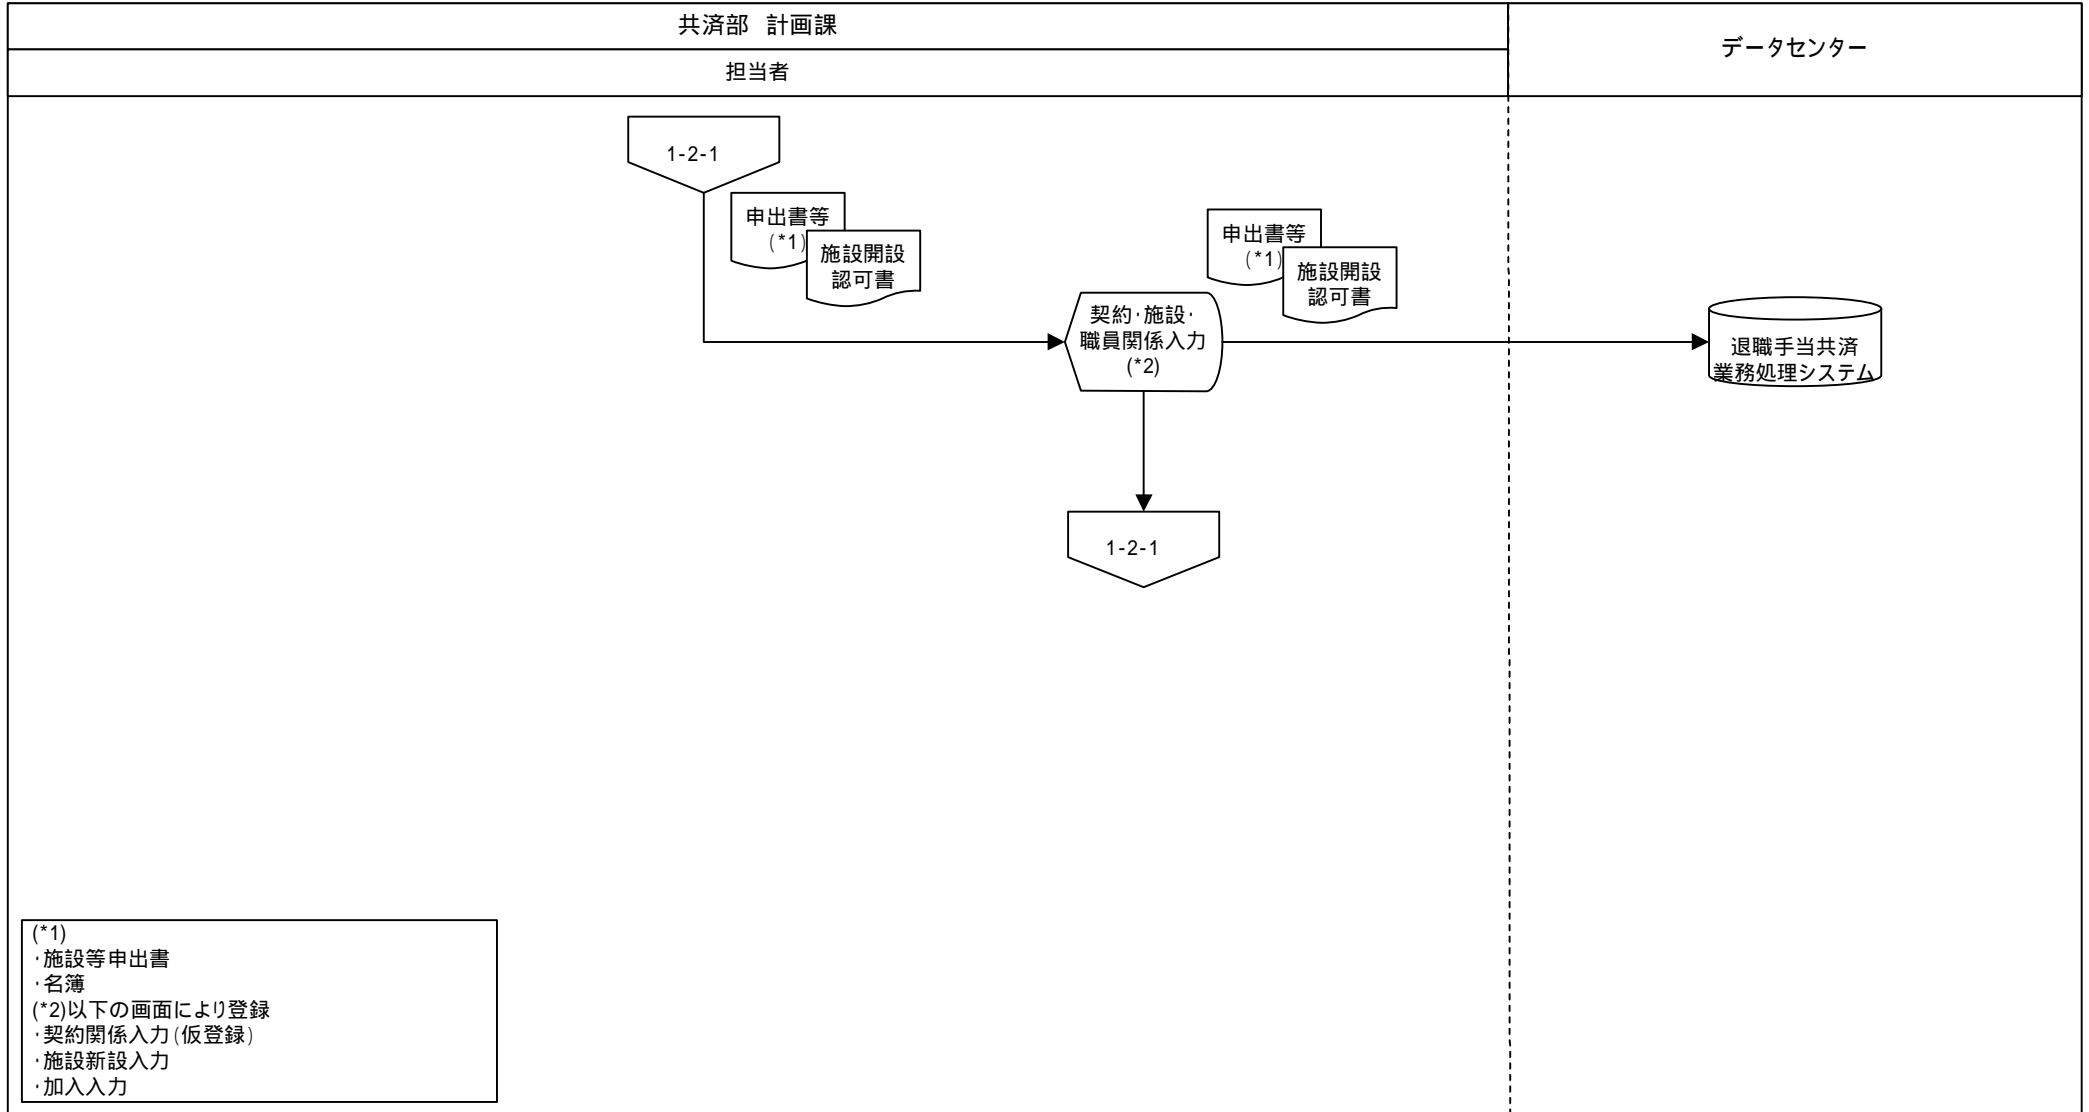 共済部　計画課
データセンター
担当者
1-2-1
申出書等
(*1)
施設開設
認可書
申出書等
(*1)
施設開設
認可書
契約・施設・
職員関係入力
(*2)
退職手当共済
業務処理システム
1-2-1
(*1)
・施設等申出書
・名簿
(*2)以下の画面により登録
・契約関係入力(仮登録)
・施設新設入力
・加入入力